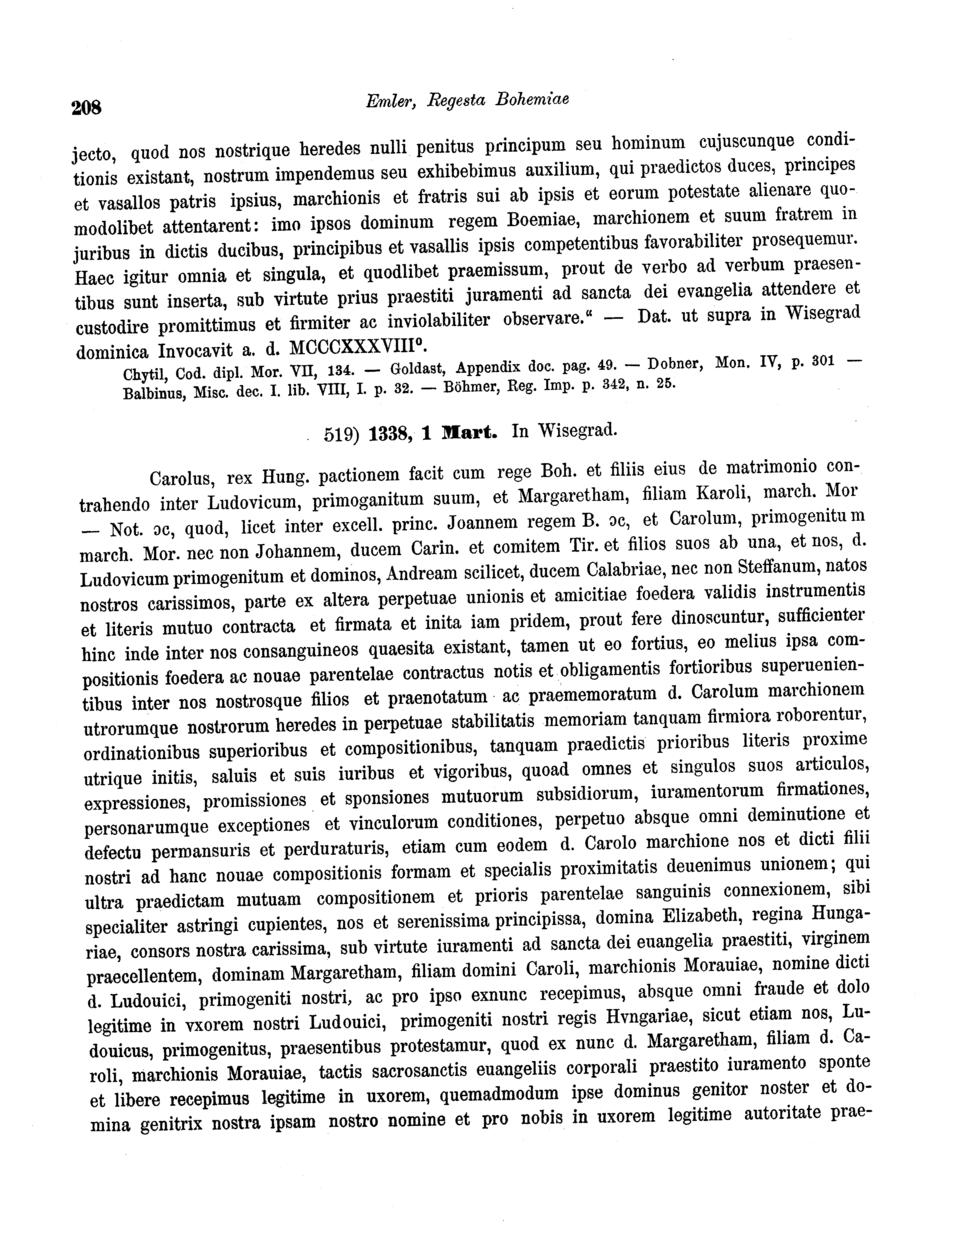 208
Emler, Regesta Bohemiae
jecto, quod nos nostrique heredes nulli penitus principum seu hominum cujuscunque condi-
tionis existant, nostrum impendemus seu exhibebimus auxilium, qui praedictos duces, principes
et vasallos patris ipsius, marchionis et fratris sui ab ipsis et eorum potestate alienare quo-
modolibet attentarent: imo ipsos dominum regem Boemiae, marchionem et suum fratrem in
juribus in dictis ducibus, principibus et vasallis ipsis competentibus favorabiliter prosequemur.
Haec igitur omnia et singula, et quodlibet praemissum, prout de verbo ad verbum praesen-
tibus sunt inserta, sub virtute prius praestiti juramenti ad sancta dei evangelia attendere et
custodire promittimus et firmiter ac inviolabiliter observare.“ — Dat. ut supra in Wisegrad
dominica Invocavit a. d. MCCCXXXVIIIº.
Chytil, Cod. dipl. Mor. VII, 134. — Goldast, Appendix doc. pag. 49. — Dobner, Mon. IV, p. 301 —
Balbinus, Misc. dec. I. lib. VIII, I. p. 32. — Böhmer, Reg. Imp. p. 342, n. 25.
519) 1338, 1 Mart. In Wisegrad.
Carolus, rex Hung. pactionem facit cum rege Boh. et filiis eius de matrimonio con-
trahendo inter Ludovicum, primoganitum suum, et Margaretham, filiam Karoli, march. Mor
— Not. ɔc, quod, licet inter excell. princ. Joannem regem B. ɔc, et Carolum, primogenitum
march. Mor. nec non Johannem, ducem Carin. et comitem Tir. et filios suos ab una, et nos, d.
Ludovicum primogenitum et dominos, Andream scilicet, ducem Calabriae, nec non Steffanum, natos
nostros carissimos, parte ex altera perpetuae unionis et amicitiae foedera validis instrumentis
et literis mutuo contracta et firmata et inita iam pridem, prout fere dinoscuntur, sufficienter
hinc inde inter nos consanguineos quaesita existant, tamen ut eo fortius, eo melius ipsa com-
positionis foedera ac nouae parentelae contractus notis et obligamentis fortioribus superuenien-
tibus inter nos nostrosque filios et praenotatum ac praememoratum d. Carolum marchionem
utrorumque nostrorum heredes in perpetuae stabilitatis memoriam tanquam firmiora roborentur,
ordinationibus superioribus et compositionibus, tanquam praedictis prioribus literis proxime
utrique initis, saluis et suis iuribus et vigoribus, quoad omnes et singulos suos articulos,
expressiones, promissiones et sponsiones mutuorum subsidiorum, iuramentorum firmationes,
personarumque exceptiones et vinculorum conditiones, perpetuo absque omni deminutione et
defectu permansuris et perduraturis, etiam cum eodem d. Carolo marchione nos et dicti filii
nostri ad hanc nouae compositionis formam et specialis proximitatis deuenimus unionem; qui
ultra praedictam mutuam compositionem et prioris parentelae sanguinis connexionem, sibi
specialiter astringi cupientes, nos et serenissima principissa, domina Elizabeth, regina Hunga-
riae, consors nostra carissima, sub virtute iuramenti ad sancta dei euangelia praestiti, virginem
praecellentem, dominam Margaretham, filiam domini Caroli, marchionis Morauiae, nomine dicti
d. Ludouici, primogeniti nostri, ac pro ipso exnunc recepimus, absque omni fraude et dolo
legitime in vxorem nostri Ludouici, primogeniti nostri regis Hvngariae, sicut etiam nos, Lu-
douicus, primogenitus, praesentibus protestamur, quod ex nunc d. Margaretham, filiam d. Ca-
roli, marchionis Morauiae, tactis sacrosanctis euangeliis corporali praestito iuramento sponte
et libere recepimus legitime in uxorem, quemadmodum ipse dominus genitor noster et do-
mina genitrix nostra ipsam nostro nomine et pro nobis in uxorem legitime autoritate prae-